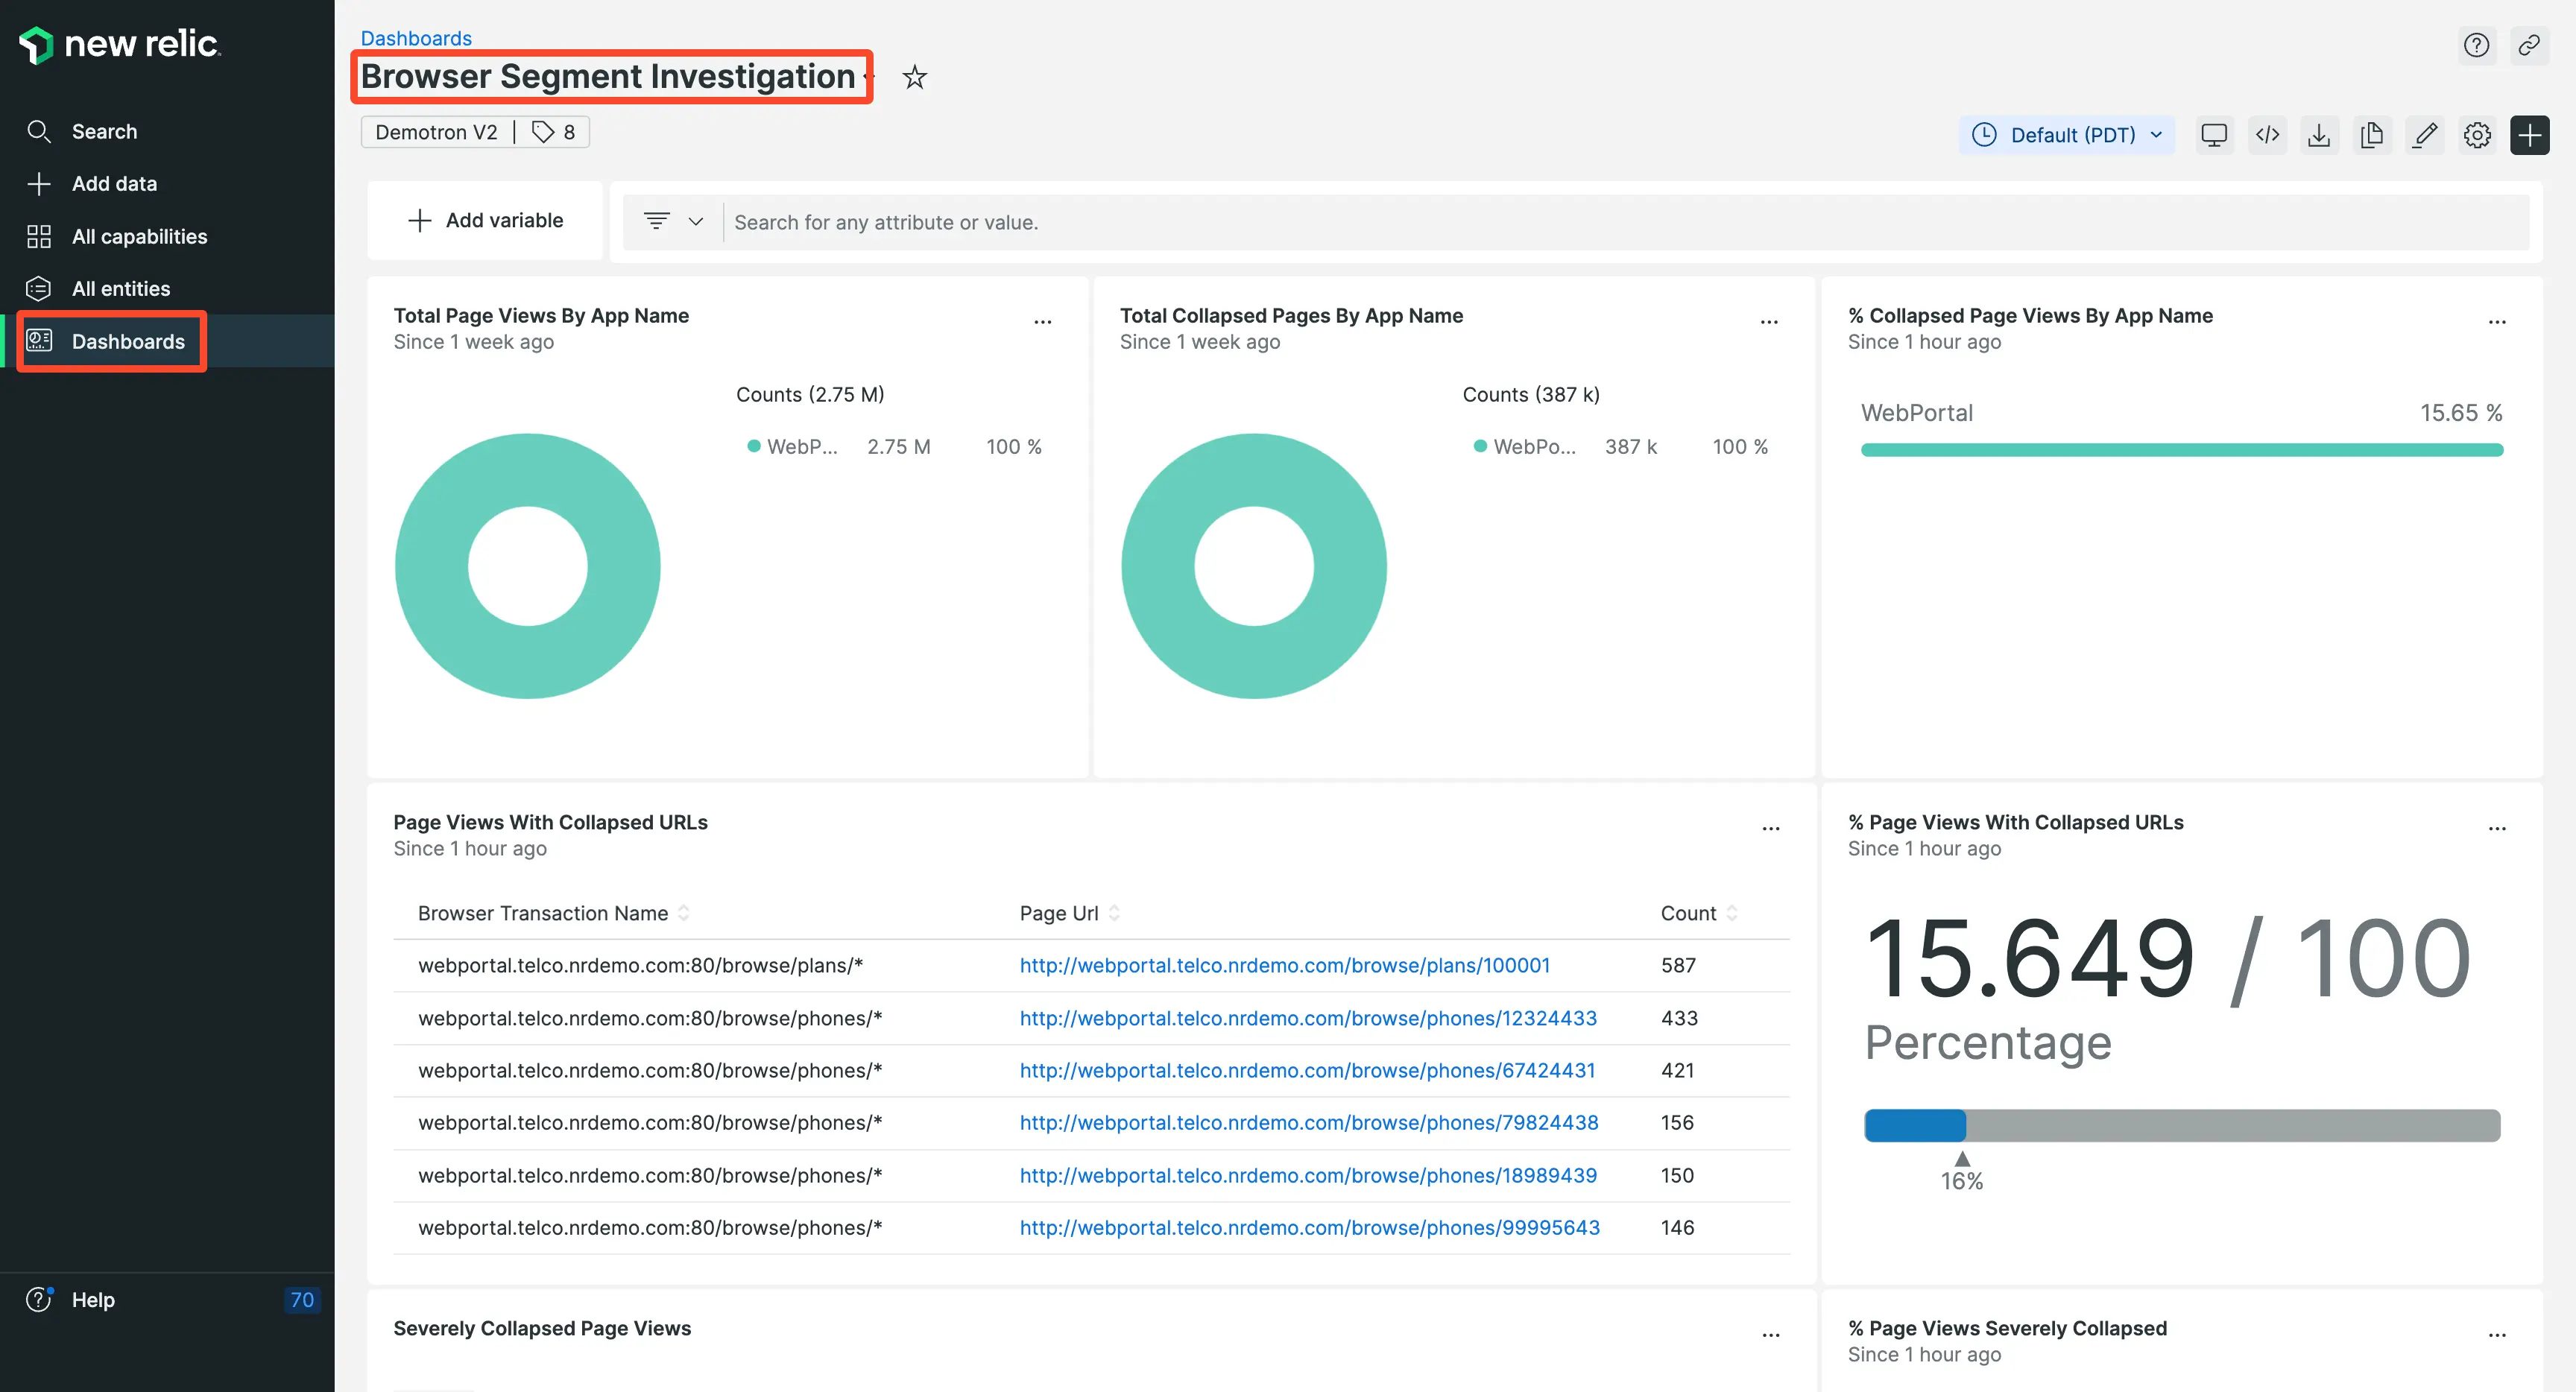 new relic
Search
Add data
All capabilities
All entities
Dashboards
Help 70
Dashboards
Browser Segment Investigation
Demotron V2 | 8
Default (PDT)
Add variable
Search for any attribute or value.
Total Page Views By App Name
Since 1 week ago
Counts (2.75 M)
WebP... 2.75 M 100 %
Total Collapsed Pages By App Name
Since 1 week ago
Counts (387 k)
WebPo... 387 k 100 %
% Collapsed Page Views By App Name
Since 1 hour ago
WebPortal 15.65 %
Page Views With Collapsed URLs
Since 1 hour ago
Browser Transaction Name Page Url Count
webportal.telco.nrdemo.com:80/browse/plans/* http://webportal.telco.nrdemo.com/browse/plans/100001 587
webportal.telco.nrdemo.com:80/browse/phones/* http://webportal.telco.nrdemo.com/browse/phones/12324433 433
webportal.telco.nrdemo.com:80/browse/phones/* http://webportal.telco.nrdemo.com/browse/phones/67424431 421
webportal.telco.nrdemo.com:80/browse/phones/* http://webportal.telco.nrdemo.com/browse/phones/79824438 156
webportal.telco.nrdemo.com:80/browse/phones/* http://webportal.telco.nrdemo.com/browse/phones/18989439 150
webportal.telco.nrdemo.com:80/browse/phones/* http://webportal.telco.nrdemo.com/browse/phones/99995643 146
% Page Views With Collapsed URLs
Since 1 hour ago
15.649 / 100
Percentage
16%
Severely Collapsed Page Views
% Page Views Severely Collapsed
Since 1 hour ago